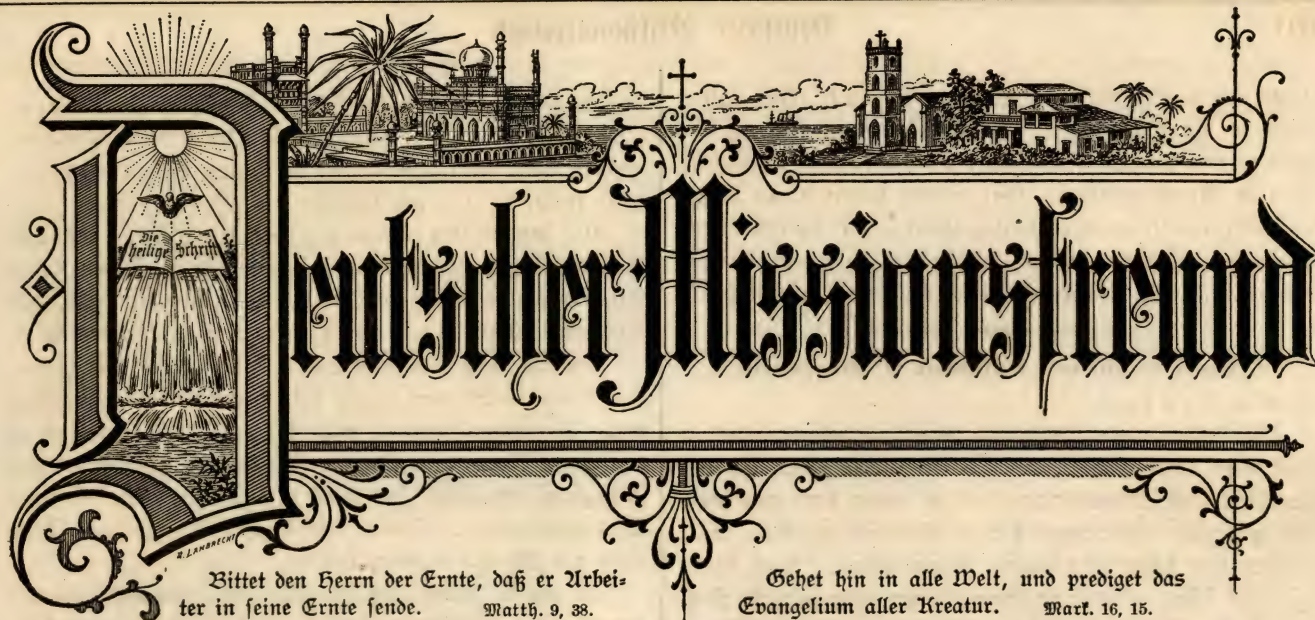 Die
heilige Schrift
Deutscher Missionsfreund
R. LAMBRECHT
Bittet den Herrn der Ernte, daß er Arbei=
ter in seine Ernte sende. Matth. 9, 38.
Gehet hin in alle Welt, und prediget das
Evangelium aller Kreatur. Mark. 16, 15.